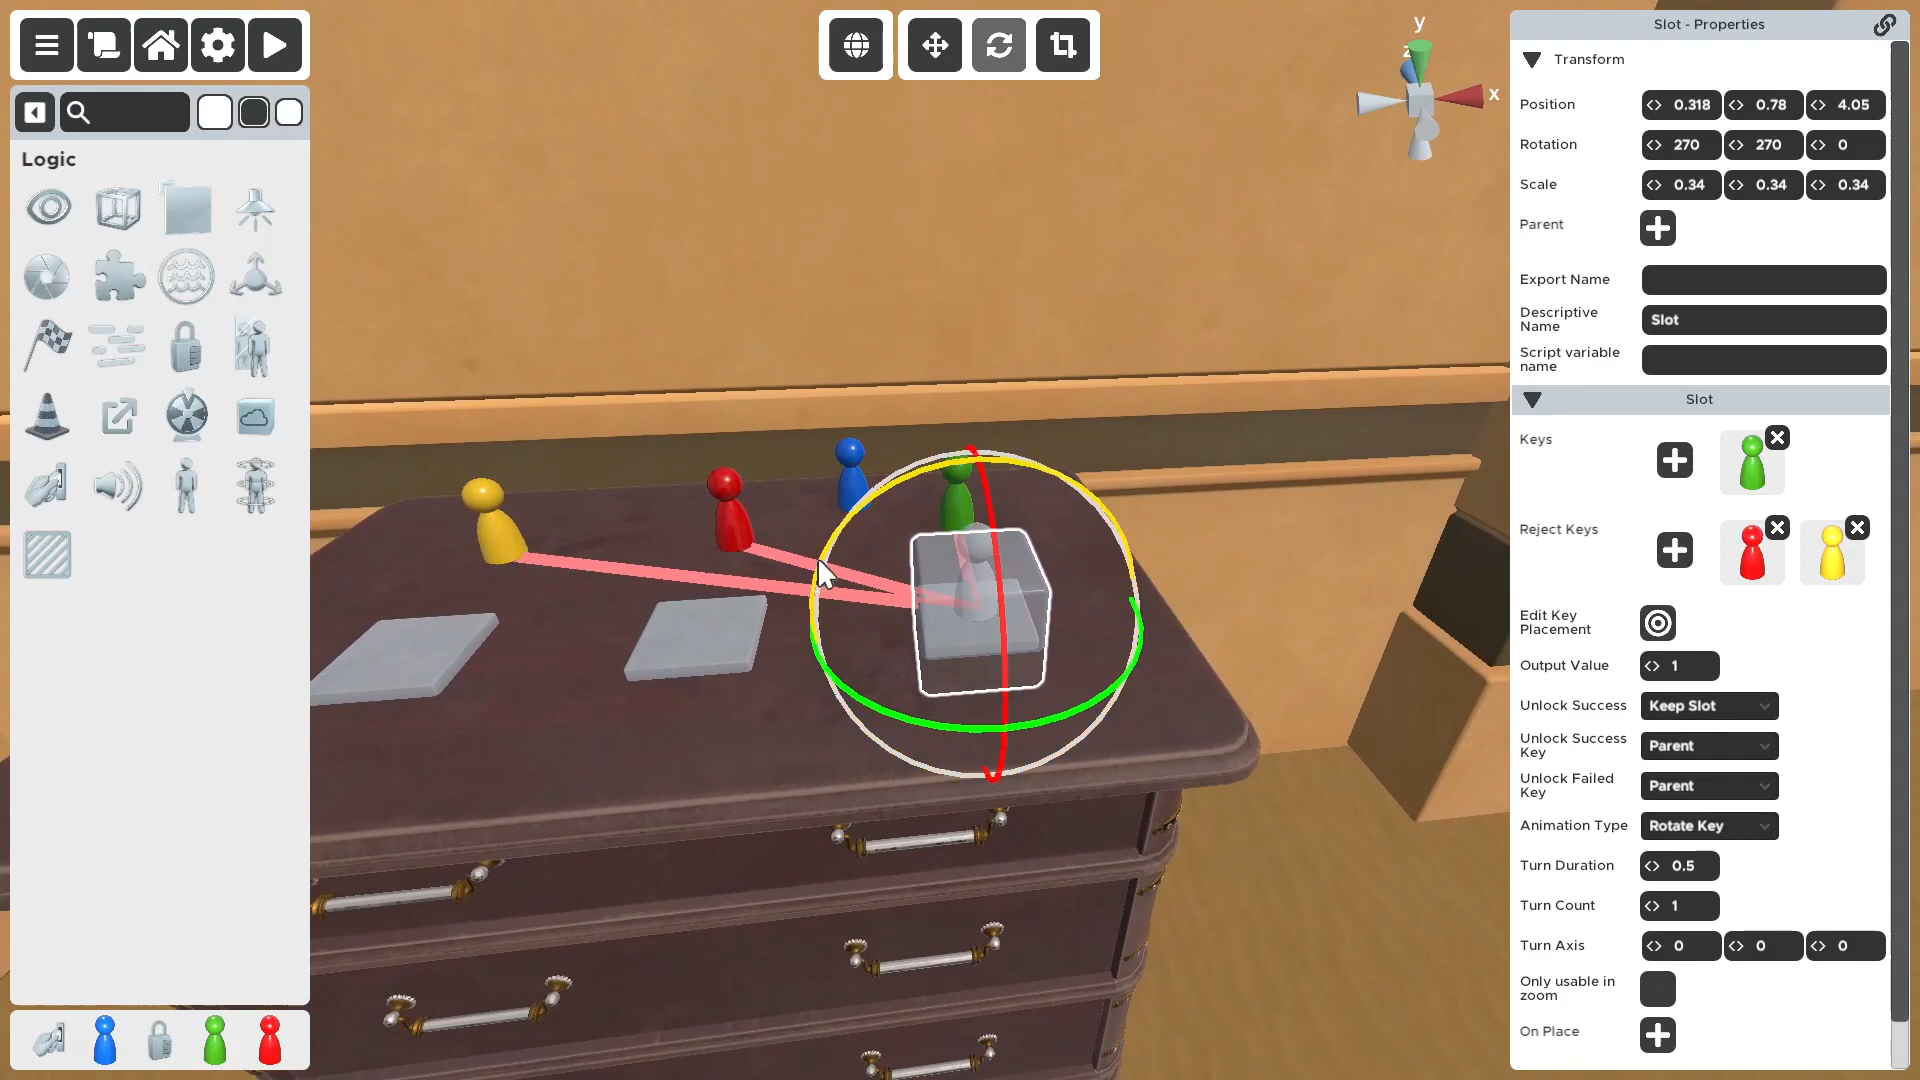 Logic
y
z
x
Slot - Properties
Transform
Position 0.318 0.78 4.05
Rotation 270 270 0
Scale 0.34 0.34 0.34
Parent
Export Name
Descriptive
Name Slot
Script variable
name
Slot
Keys
Reject Keys
Edit Key
Placement
Output Value 1
Unlock Success Keep Slot
Unlock Success
Key Parent
Unlock Failed
Key Parent
Animation Type Rotate Key
Turn Duration 0.5
Turn Count 1
Turn Axis 0 0 0
Only usable in
zoom
On Place